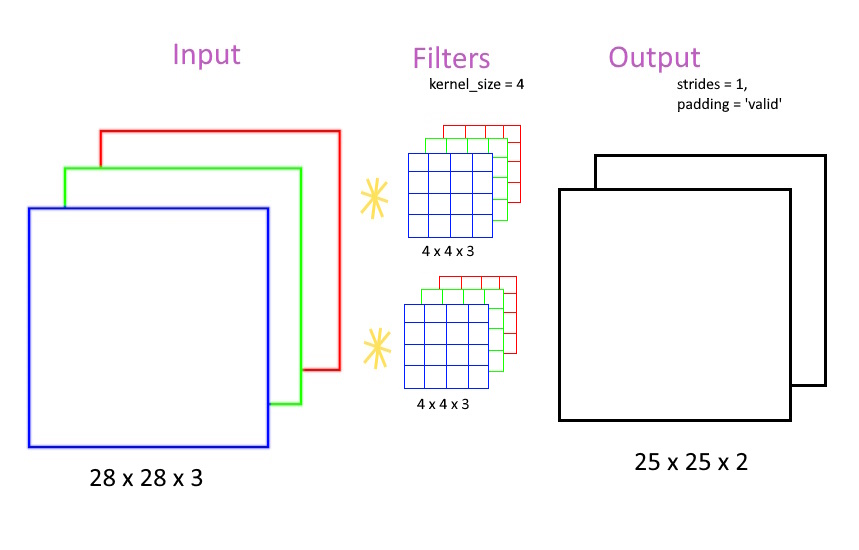 Input
Filters
Output
kernel_size = 4
strides = 1,
padding = 'valid'
4 x 4 x 3
4 x 4 x 3
28 x 28 x 3
25 x 25 x 2